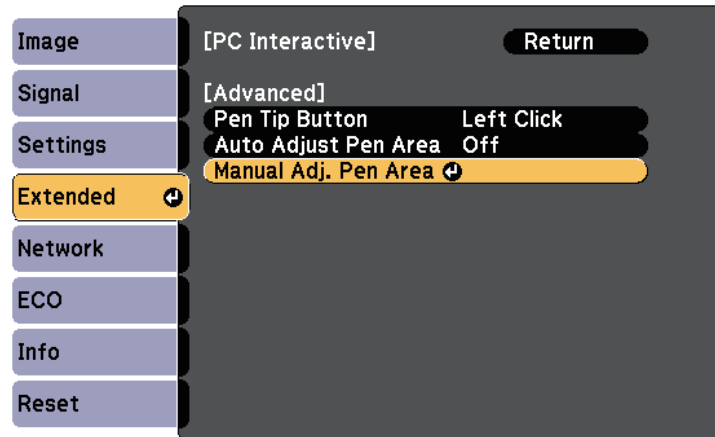 Image
Signal
Settings
Extended
Network
ECO
Info
Reset
[PC Interactive] Return
[Advanced]
Pen Tip Button Left Click
Auto Adjust Pen Area Off
Manual Adj. Pen Area